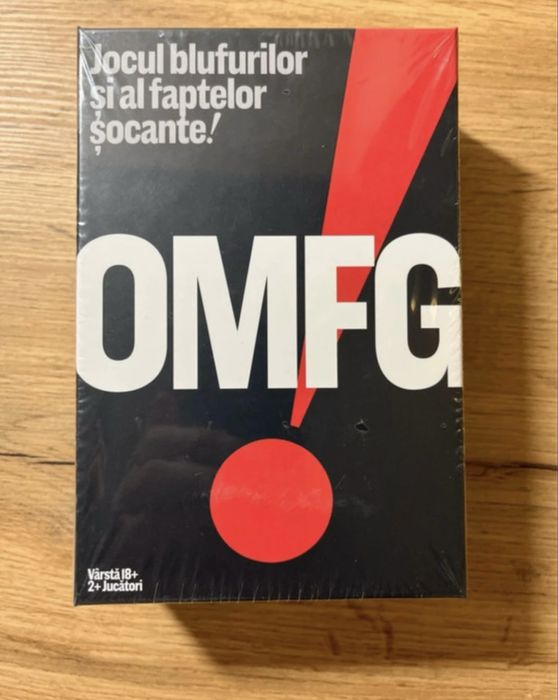 Jocul blufurilor
și al faptelor
șocante!
OMFG
Vârstă 18+
2+ Jucători